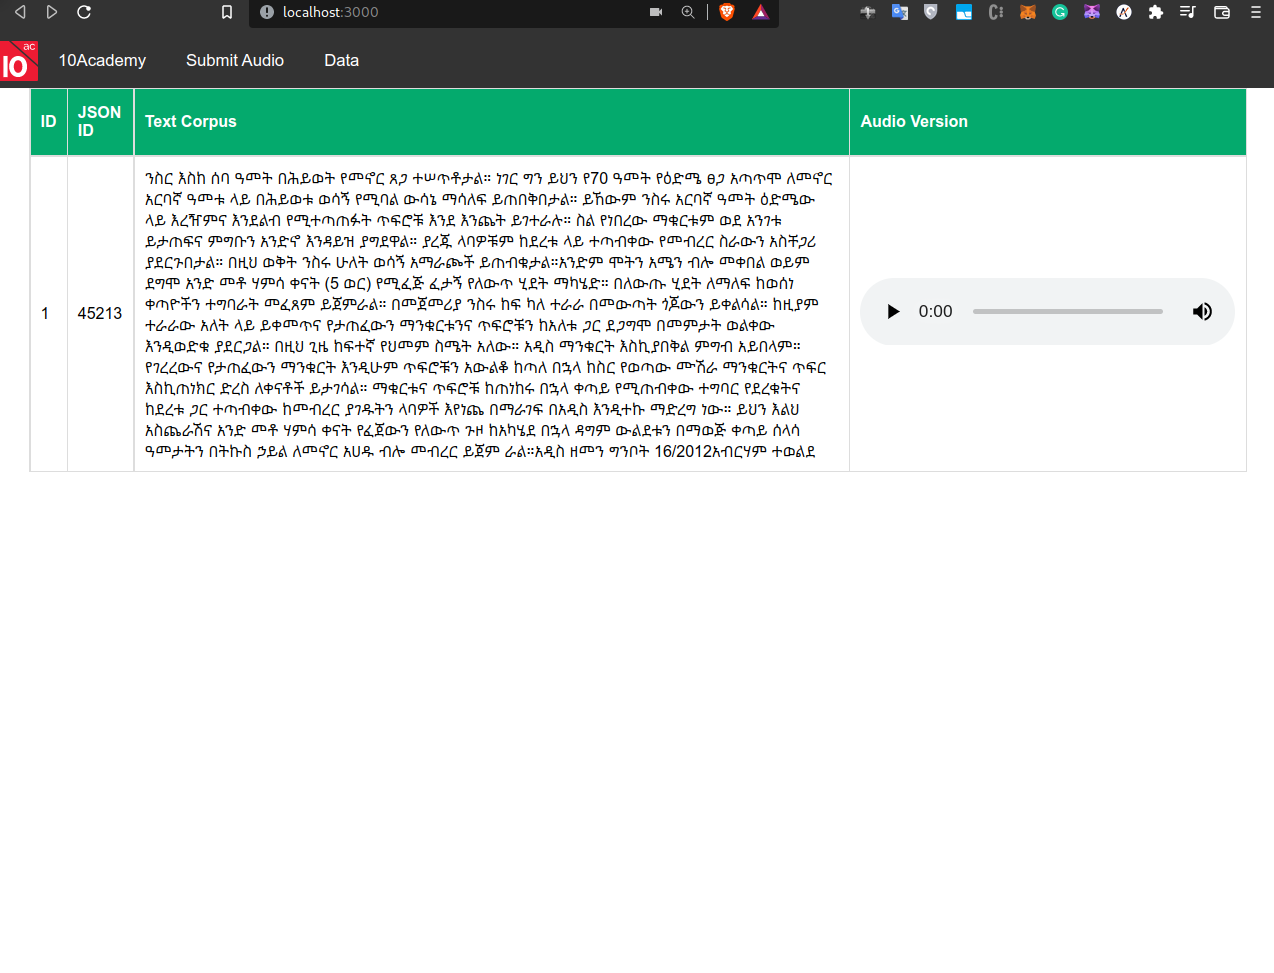 localhost:3000
ac
10
10Academy Submit Audio Data
ID JSON ID Text Corpus Audio Version
1 45213
ንስር እስከ ሰባ ዓመት በሕይወት የመኖር ጸጋ ተሠጥቶታል። ነገር ግን ይህን የ70 ዓመት የዕድሜ ፀጋ አጣጥሞ ለመኖር
አርባኛ ዓመቱ ላይ በሕይወቱ ወሳኝ የሚባል ውሳኔ ማሳለፍ ይጠበቅበታል። ይኸውም ንስሩ አርባኛ ዓመት ዕድሜው
ላይ እረዥምና እንደልብ የሚተጣጠፉት ጥፍሮቹ እንደ እንጨት ይገተራሉ። ስል የነበረው ማቁርቱም ወደ አንገቱ
ይታጠፍና ምግቡን አንድኖ እንዳይዝ ያግደዋል። ያረጁ ላባዎቹም ከደረቱ ላይ ተጣብቀው የመብረር ስራውን አስቸጋሪ
ያደርጉበታል። በዚህ ወቅት ንስሩ ሁለት ወሳኝ አማራጮች ይጠብቁታል።አንድም ሞትን አሜን ብሎ መቀበል ወይም
ደግሞ አንድ መቶ ሃምሳ ቀናት (5 ወር) የሚፈጅ ፈታኝ የለውጥ ሂደት ማካሄድ። በለውጡ ሂደት ለማለፍ ከወሰነ
ቀጣዮችን ተግባራት መፈጸም ይጀምራል። በመጀመሪያ ንስሩ ከፍ ካለ ተራራ በመውጣት ጎጆውን ይቀልሳል። ከዚያም
ተራራው አለት ላይ ይቀመጥና የታጠፈውን ማንቁርቱንና ጥፍሮቹን ከአለቱ ጋር ደጋግሞ በመምታት ወልቀው
እንዲወድቁ ያደርጋል። በዚህ ጊዜ ከፍተኛ የህመም ስሜት አለው። አዲስ ማንቁርት እስኪያበቅል ምግብ አይበላም።
የገረረውና የታጠፈውን ማንቁርት እንዲሁም ጥፍሮቹን አውልቆ ከጣለ በኋላ ከስር የወጣው ሙሽራ ማንቁርትና ጥፍር
እስኪጠነክር ድረስ ለቀናቶች ይታገሳል። ማቁርቱና ጥፍሮቹ ከጠነከሩ በኋላ ቀጣይ የሚጠብቀው ተግባር የደረቁትና
ከደረቱ ጋር ተጣብቀው ከመብረር ያገዱትን ላባዎች እየነጨ በማራገፍ በአዲስ እንዲተኩ ማድረግ ነው። ይህን እልህ
አስጨራሽና አንድ መቶ ሃምሳ ቀናት የፈጀውን የለውጥ ጉዞ ከአካሄደ በኋላ ዳግም ውልደቱን በማወጅ ቀጣይ ሰላሳ
ዓመታትን በትኩስ ኃይል ለመኖር አሀዱ ብሎ መብረር ይጀም ራል።አዲስ ዘመን ግንቦት 16/2012አብርሃም ተወልደ
0:00